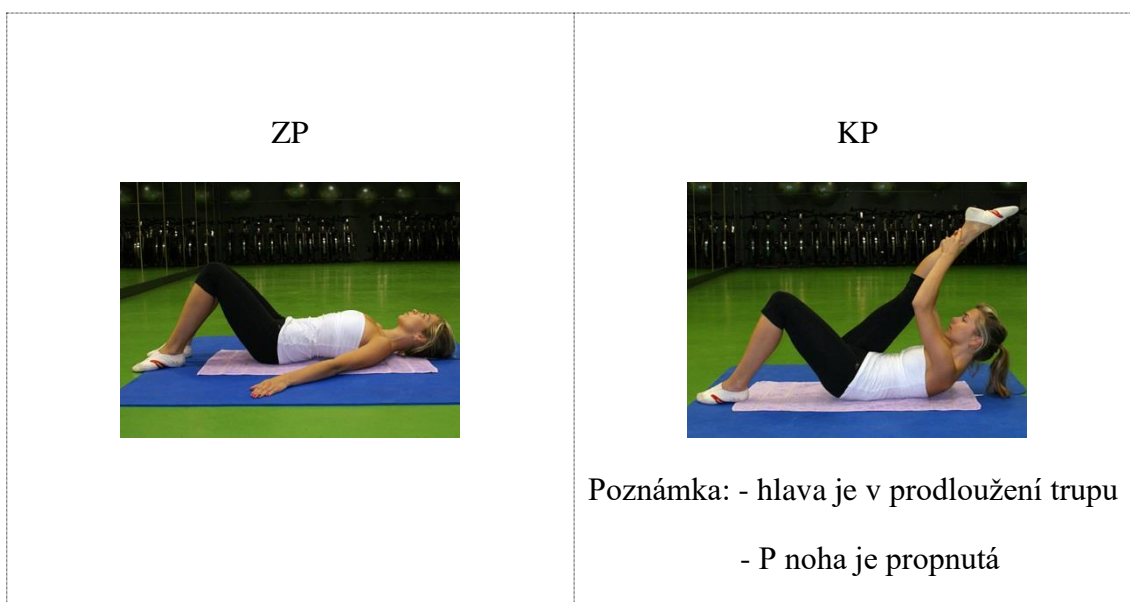 ZP
KP
Poznámka: - hlava je v prodloužení trupu
- P noha je propnutá